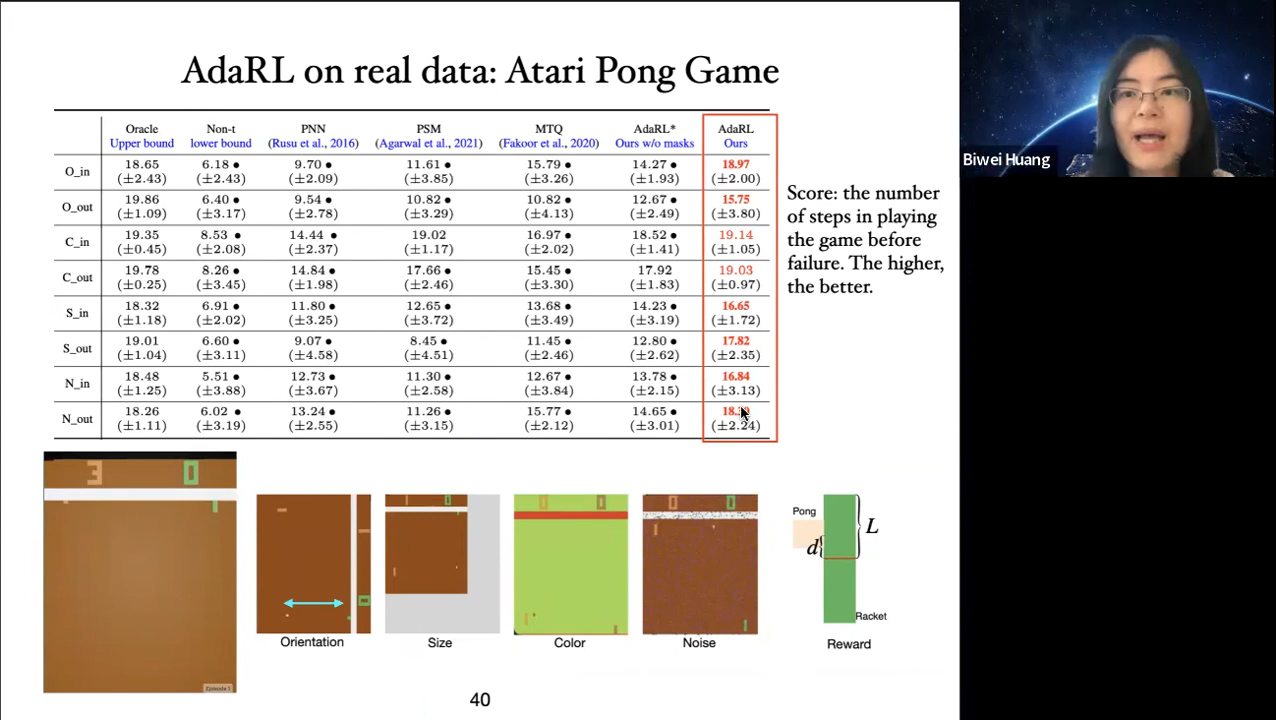 AdaRL on real data: Atari Pong Game
Oracle Non-t PNN PSM MTQ AdaRL* AdaRL
Upper bound lower bound (Rusu et al., 2016) (Agarwal et al., 2021) (Fakoor et al., 2020) Ours w/o masks Ours
O_in 18.65 6.18 • 9.70 • 11.61 • 15.79 • 14.27 • 18.97
(±2.43) (±2.43) (±2.09) (±3.85) (±3.26) (±1.93) (±2.00)
O_out 19.86 6.40 • 9.54 • 10.82 • 10.82 • 12.67 • 15.75
(±1.09) (±3.17) (±2.78) (±3.29) (±4.13) (±2.49) (±3.80)
C_in 19.35 8.53 • 14.44 • 19.02 16.97 • 18.52 • 19.14
(±0.45) (±2.08) (±2.37) (±1.17) (±2.02) (±1.41) (±1.05)
C_out 19.78 8.26 • 14.84 • 17.66 • 15.45 • 17.92 19.03
(±0.25) (±3.45) (±1.98) (±2.46) (±3.30) (±1.83) (±0.97)
S_in 18.32 6.91 • 11.80 • 12.65 • 13.68 • 14.23 • 16.65
(±1.18) (±2.02) (±3.25) (±3.72) (±3.49) (±3.19) (±1.72)
S_out 19.01 6.60 • 9.07 • 8.45 • 11.45 • 12.80 • 17.82
(±1.04) (±3.11) (±4.58) (±4.51) (±2.46) (±2.62) (±2.35)
N_in 18.48 5.51 • 12.73 • 11.30 • 12.67 • 13.78 • 16.84
(±1.25) (±3.88) (±3.67) (±2.58) (±3.84) (±2.15) (±3.13)
N_out 18.26 6.02 • 13.24 • 11.26 • 15.77 • 14.65 •
(±1.11) (±3.19) (±2.55) (±3.15) (±2.12) (±3.01) (±2.24)
Score: the number
of steps in playing
the game before
failure. The higher,
the better.
Biwei Huang
3 0
Episode 1
0
Orientation
Size
Color
0 0
Noise
Pong
d
L
Racket
Reward
40